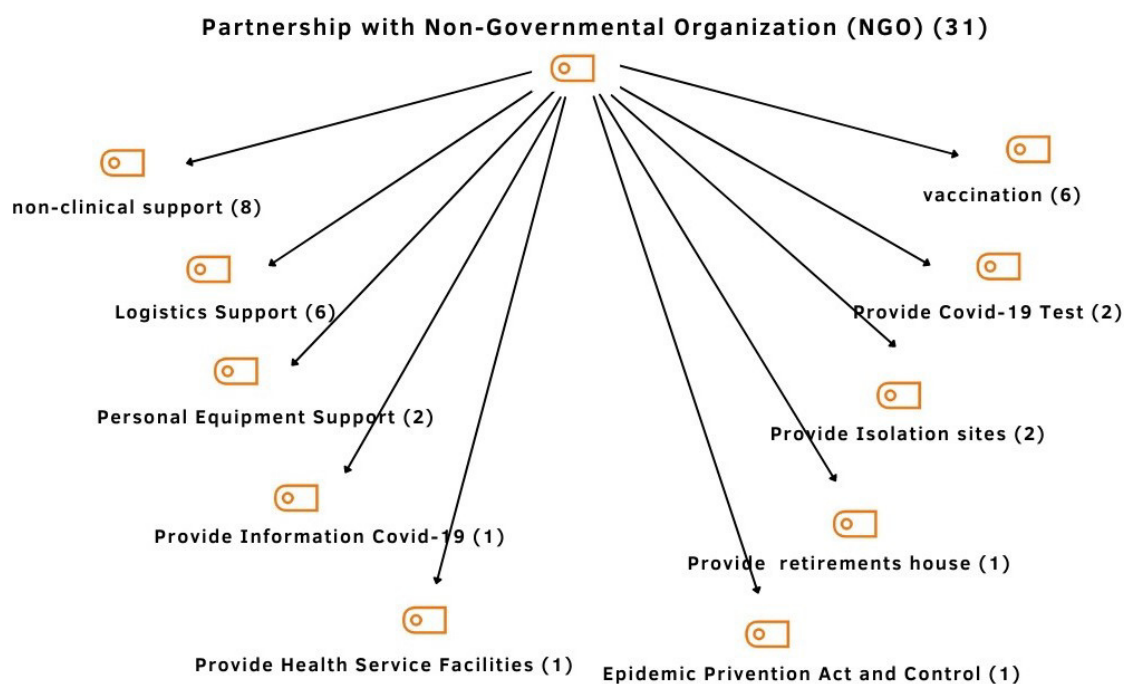 Partnership with Non-Governmental Organization (NGO) (31)
non-clinical support (8)
vaccination (6)
Logistics Support (6)
Provide Covid-19 Test (2)
Personal Equipment Support (2)
Provide Isolation sites (2)
Provide Information Covid-19 (1)
Provide retirements house (1)
Provide Health Service Facilities (1)
Epidemic Privention Act and Control (1)